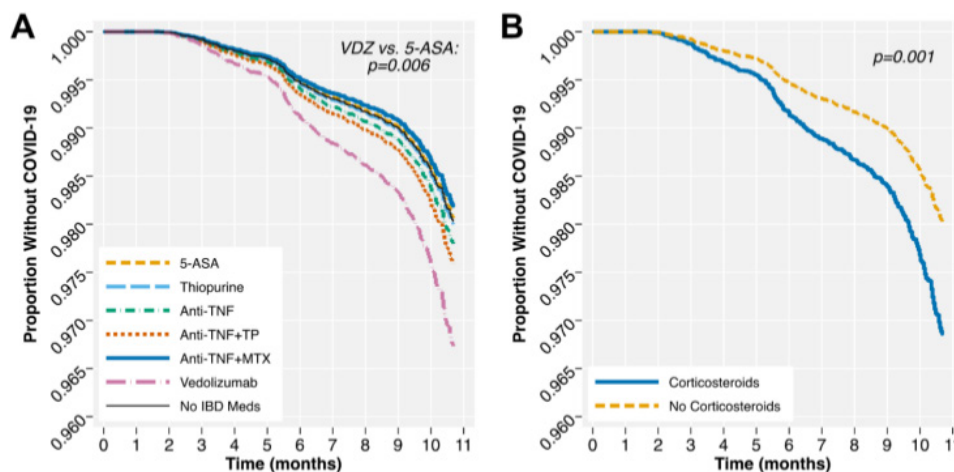 A
VDZ vs. 5-ASA:
p=0.006
Proportion Without COVID-19
1.000
0.995
0.990
0.985
0.980
0.975
0.970
0.965
0.960
5-ASA
Thiopurine
Anti-TNF
Anti-TNF+TP
Anti-TNF+MTX
Vedolizumab
No IBD Meds
0 1 2 3 4 5 6 7 8 9 10 11
Time (months)
B
p=0.001
Proportion Without COVID-19
1.000
0.995
0.990
0.985
0.980
0.975
0.970
0.965
0.960
Corticosteroids
No Corticosteroids
0 1 2 3 4 5 6 7 8 9 10 11
Time (months)